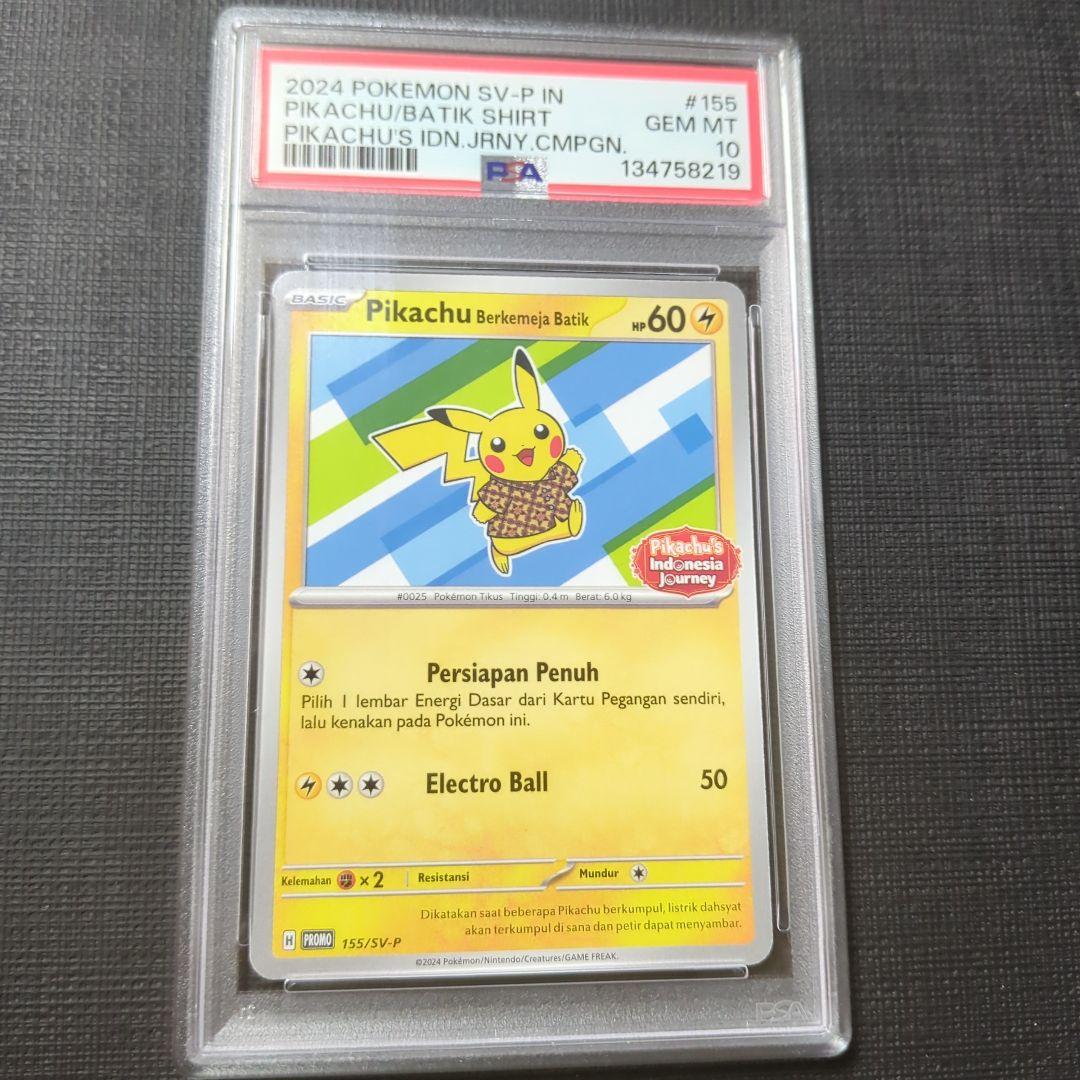 2024 POKEMON SV-P IN #155
PIKACHU/BATIK SHIRT GEM MT
PIKACHU'S IDN.JRNY.CMPGN. 10
PSA 134758219
BASIC Pikachu Berkemeja Batik HP 60
Pikachu's
Indonesia
Journey
#0025 Pokémon Tikus Tinggi: 0.4 m Berat: 6.0 kg
Persiapan Penuh
Pilih 1 lembar Energi Dasar dari Kartu Pegangan sendiri,
lalu kenakan pada Pokémon ini.
Electro Ball 50
Kelemahan ×2 Resistansi Mundur
Dikatakan saat beberapa Pikachu berkumpul, listrik dahsyat
akan terkumpul di sana dan petir dapat menyambar.
H PROMO 155/SV-P
©2024 Pokémon/Nintendo/Creatures/GAME FREAK.
PSA